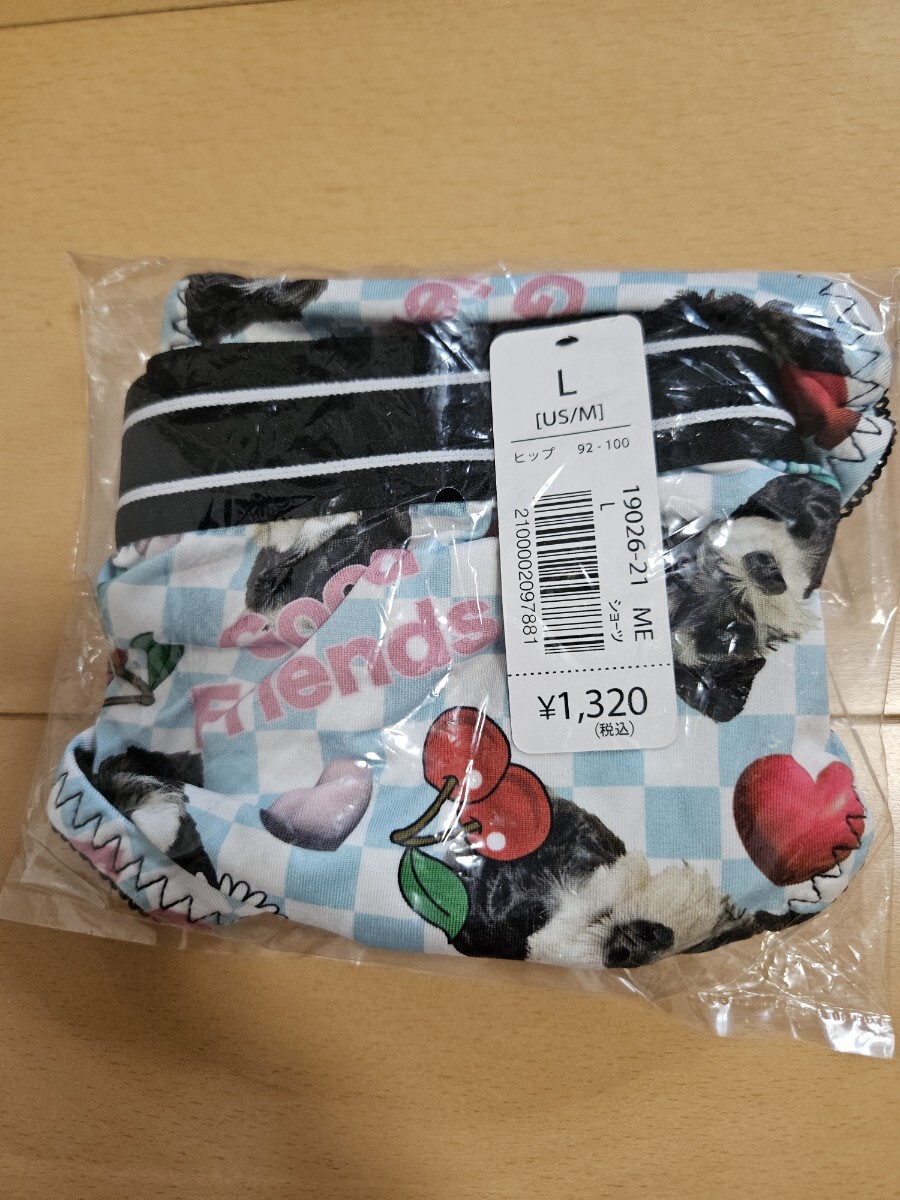 L
[US/M]
ヒップ 92 - 100
19026-21 ME
L ショーツ
2100002097881
¥1,320
(税込)
Coca
Friends